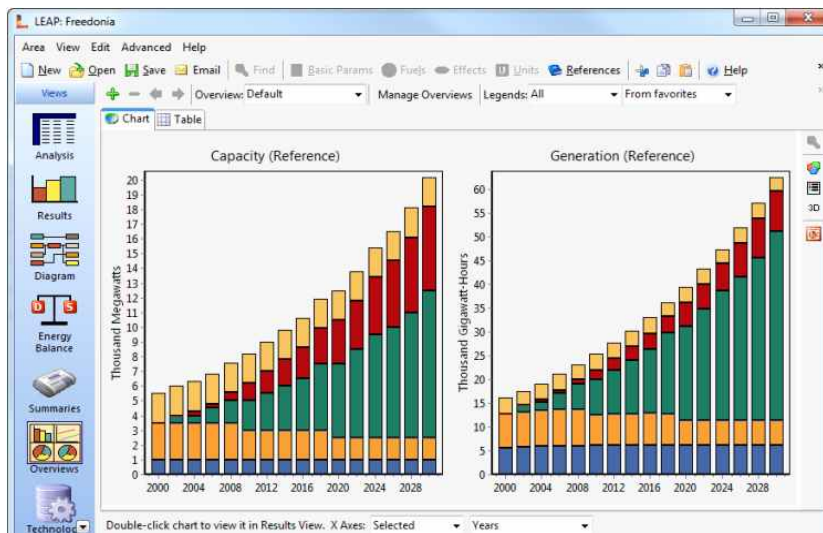 LEAP: Freedonia
Area View Edit Advanced Help
New Open Save Email Find Basic Params Fuels Effects Units References Help
Views
Overview: Default Manage Overviews Legends: All From favorites
Chart Table
Analysis
Results
Diagram
Energy
Balance
Summaries
Overviews
Technolog
Capacity (Reference)
Thousand Megawatts
20
19
18
17
16
15
14
13
12
11
10
9
8
7
6
5
4
3
2
1
0
2000 2004 2008 2012 2016 2020 2024 2028
Generation (Reference)
Thousand Gigawatt-Hours
60
55
50
45
40
35
30
25
20
15
10
5
0
2000 2004 2008 2012 2016 2020 2024 2028
3D
Double-click chart to view it in Results View. X Axes: Selected Years